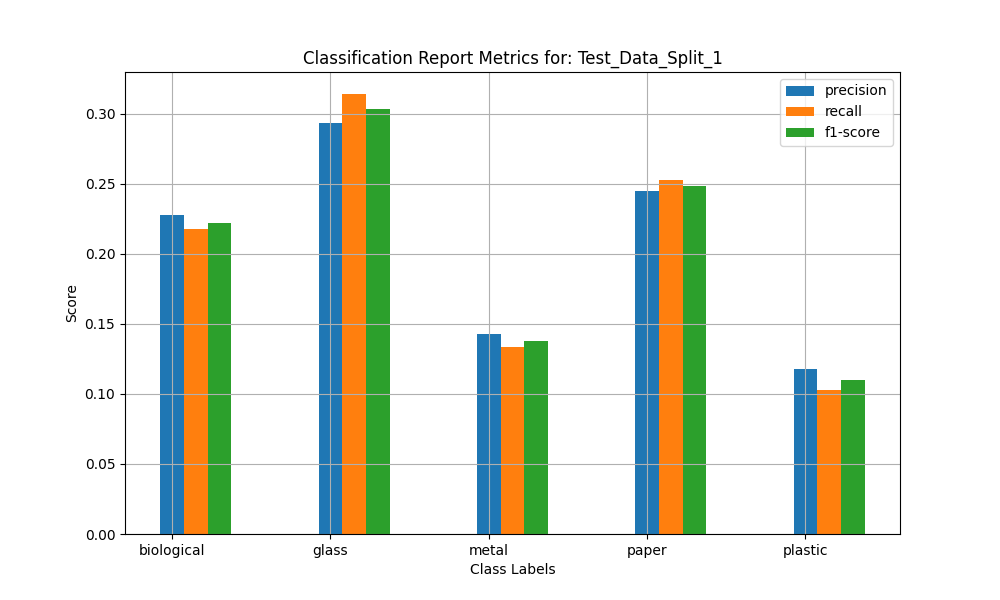 Classification Report Metrics for: Test_Data_Split_1
precision
recall
f1-score
Score
0.30
0.25
0.20
0.15
0.10
0.05
0.00
biological glass metal paper plastic
Class Labels